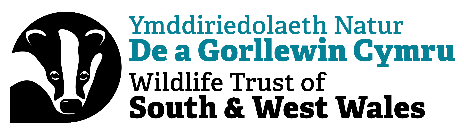 Ymddiriedolaeth Natur
De a Gorllewin Cymru
Wildlife Trust of
South & West Wales